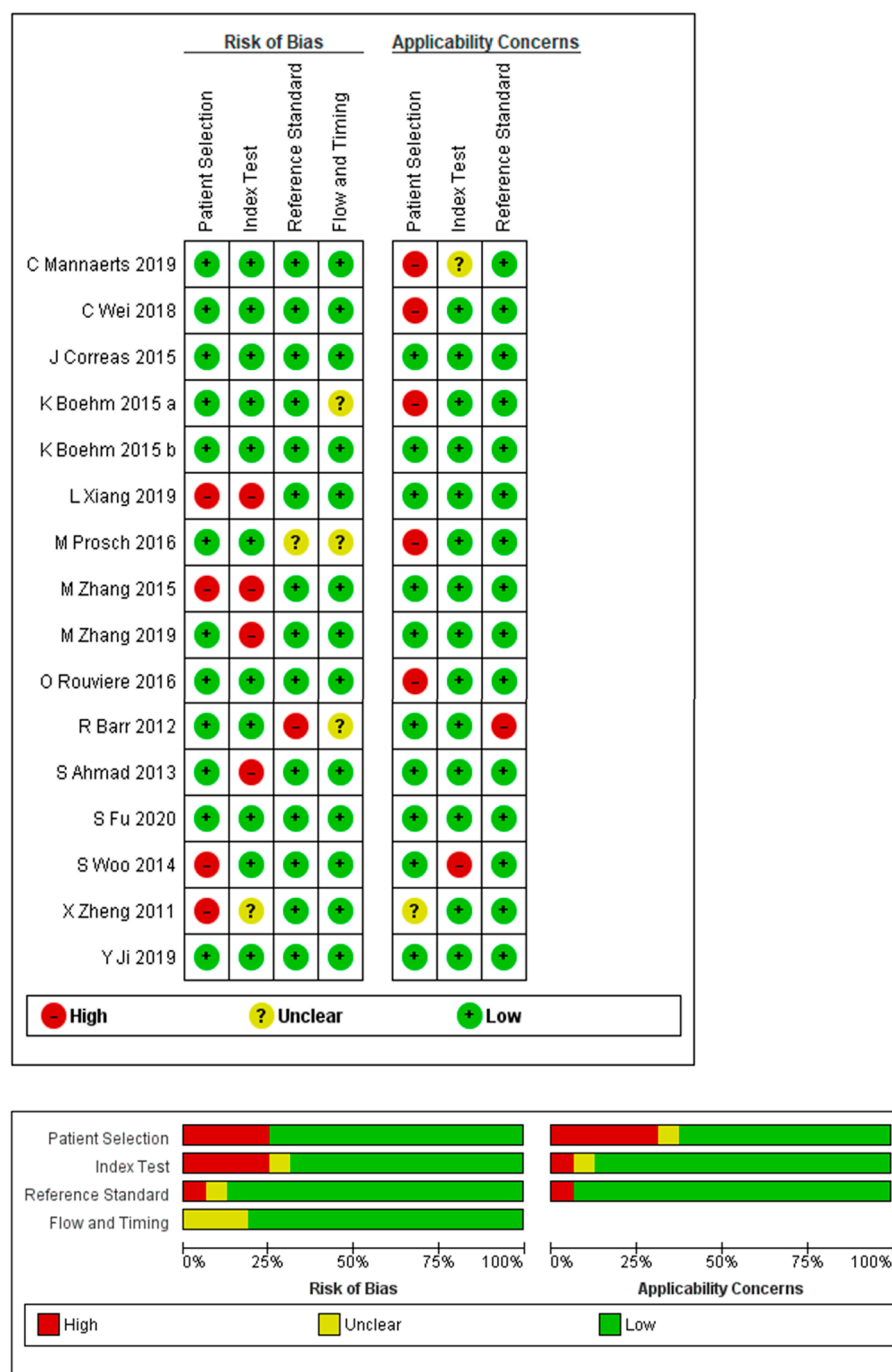 Risk of Bias Applicability Concerns
Patient Selection
Index Test
Reference Standard
Flow and Timing
Patient Selection
Index Test
Reference Standard
C Mannaerts 2019 + + + + - ? +
C Wei 2018 + + + + - + +
J Correas 2015 + + + + + + +
K Boehm 2015 a + + + ? - + +
K Boehm 2015 b + + + + + + +
L Xiang 2019 - - + + + + +
M Prosch 2016 + + ? ? - + +
M Zhang 2015 - - + + + + +
M Zhang 2019 + - + + + + +
O Rouviere 2016 + + + + - + +
R Barr 2012 + + - ? + + -
S Ahmad 2013 + - + + + + +
S Fu 2020 + + + + + + +
S Woo 2014 - + + + + - +
X Zheng 2011 - ? + + ? + +
Y Ji 2019 + + + + + + +
- High ? Unclear + Low
Patient Selection
Index Test
Reference Standard
Flow and Timing
0% 25% 50% 75% 100% 0% 25% 50% 75% 100%
Risk of Bias Applicability Concerns
High Unclear Low